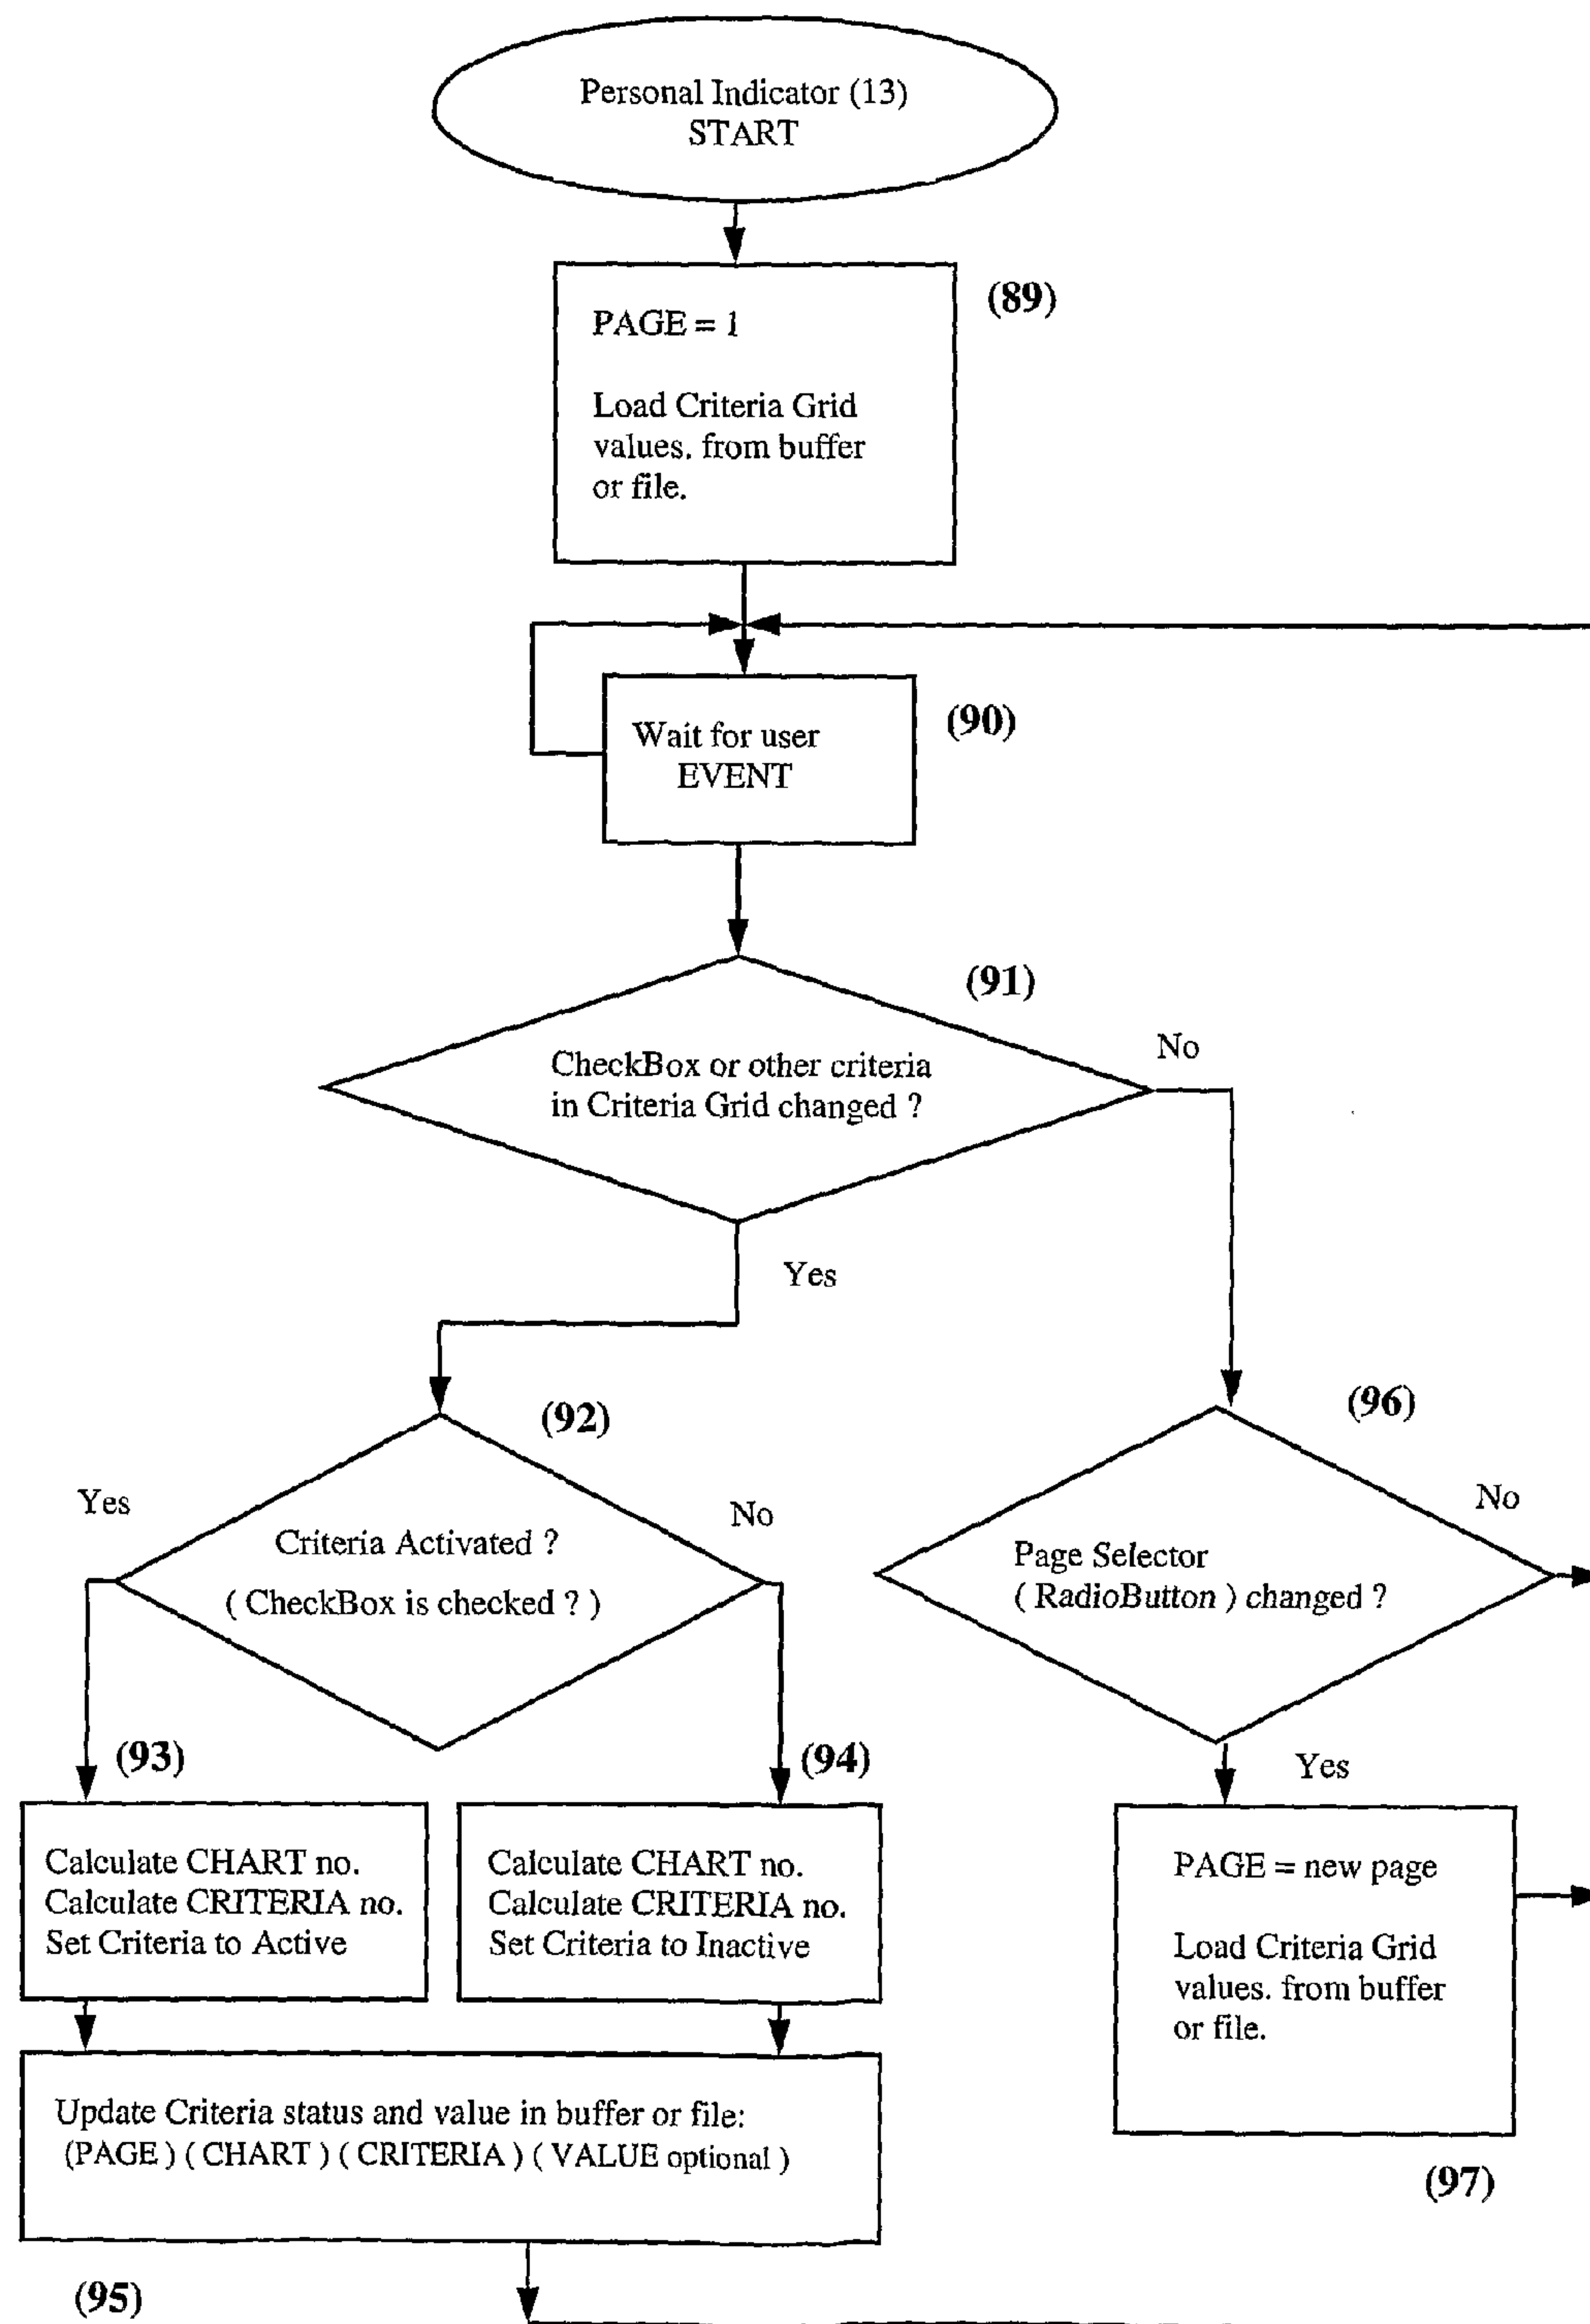 Personal Indicator (13)
START
(89)
PAGE = 1
Load Criteria Grid
values. from buffer
or file.
(90)
Wait for user
EVENT
(91)
CheckBox or other criteria
in Criteria Grid changed ?
No
Yes
(92)
Yes
No
Criteria Activated ?
( CheckBox is checked ? )
(96)
No
Page Selector
( RadioButton ) changed ?
Yes
(93)
Calculate CHART no.
Calculate CRITERIA no.
Set Criteria to Active
(94)
Calculate CHART no.
Calculate CRITERIA no.
Set Criteria to Inactive
PAGE = new page
Load Criteria Grid
values. from buffer
or file.
(97)
Update Criteria status and value in buffer or file:
(PAGE ) ( CHART ) ( CRITERIA ) ( VALUE optional )
(95)